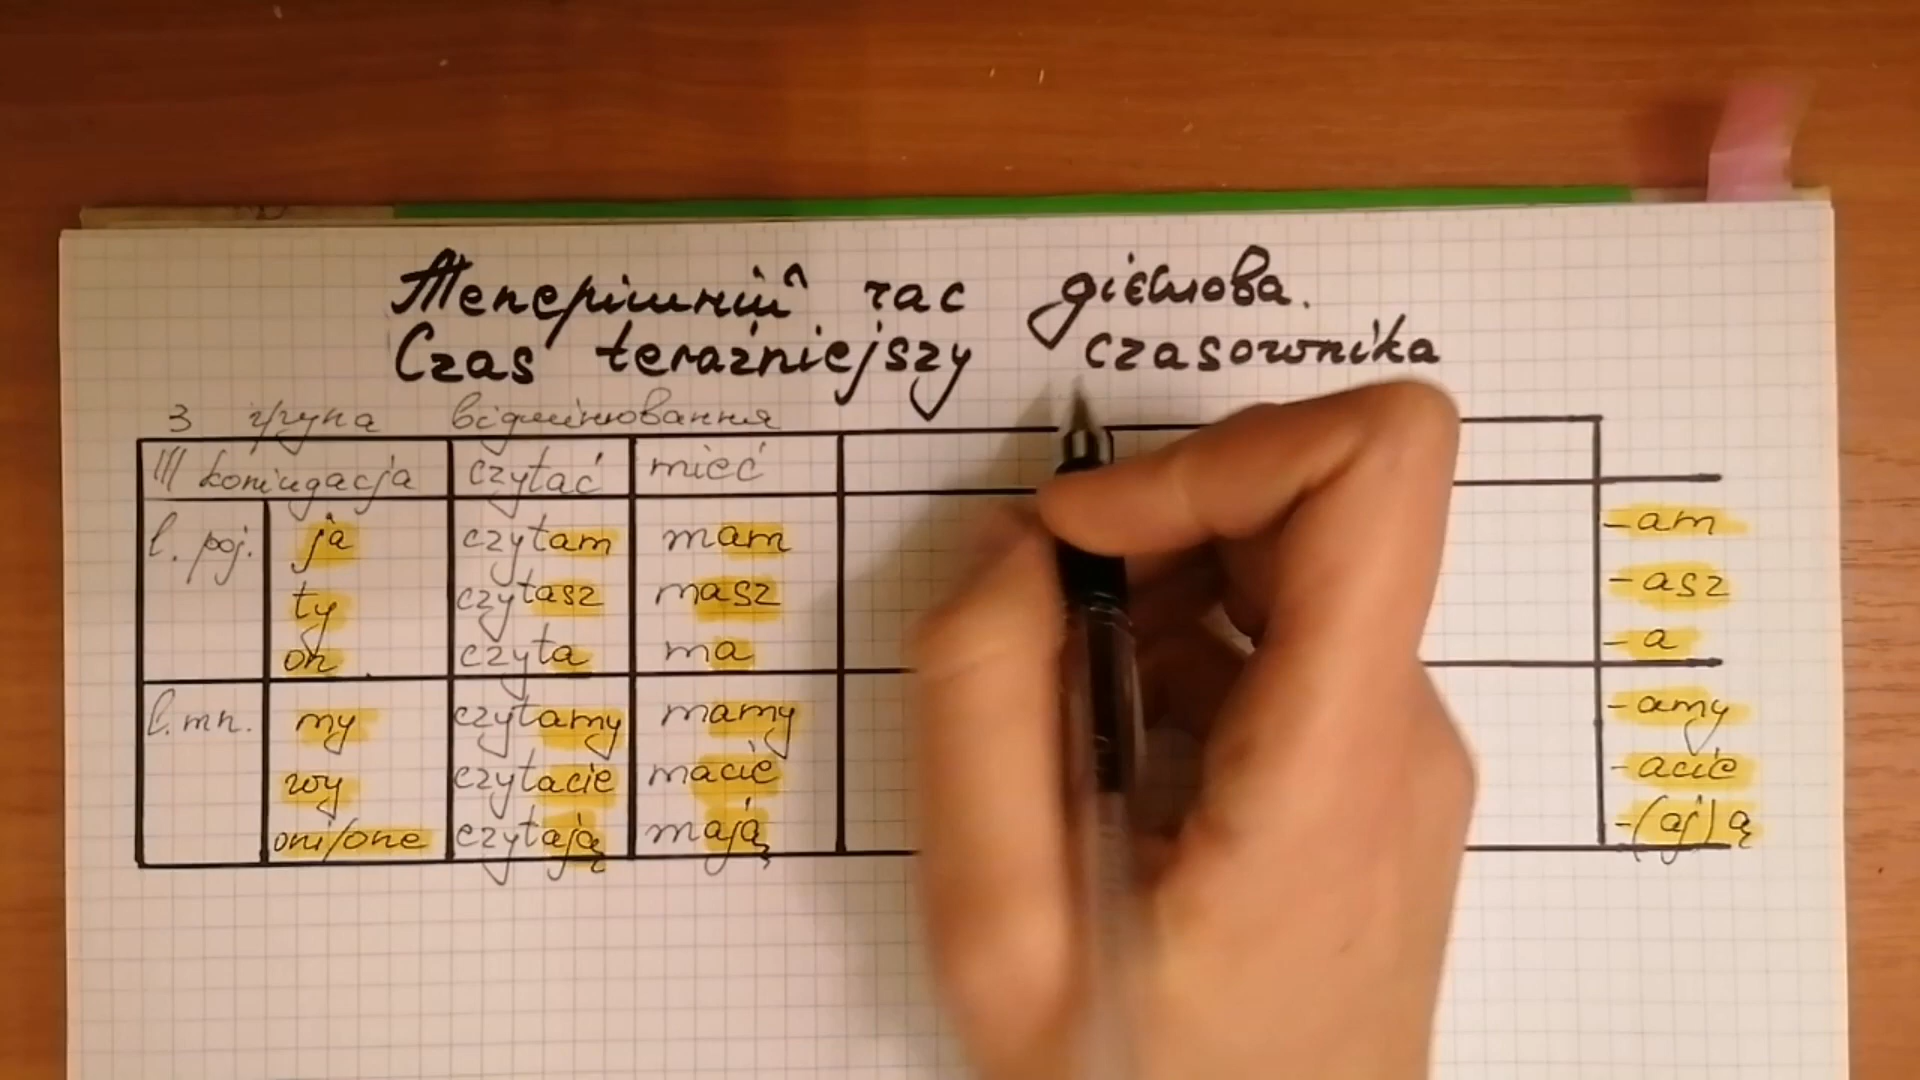 Теперішній час дієслова.
Czas teraźniejszy czasownika
3 група відмінювання
III koniugacja czytać mieć
l. poj. ja czytam mam -am
ty czytasz masz -asz
on czyta ma -a
l. mn. my czytamy mamy -amy
wy czytacie macie -acie
oni/one czytają mają -(aj)ą